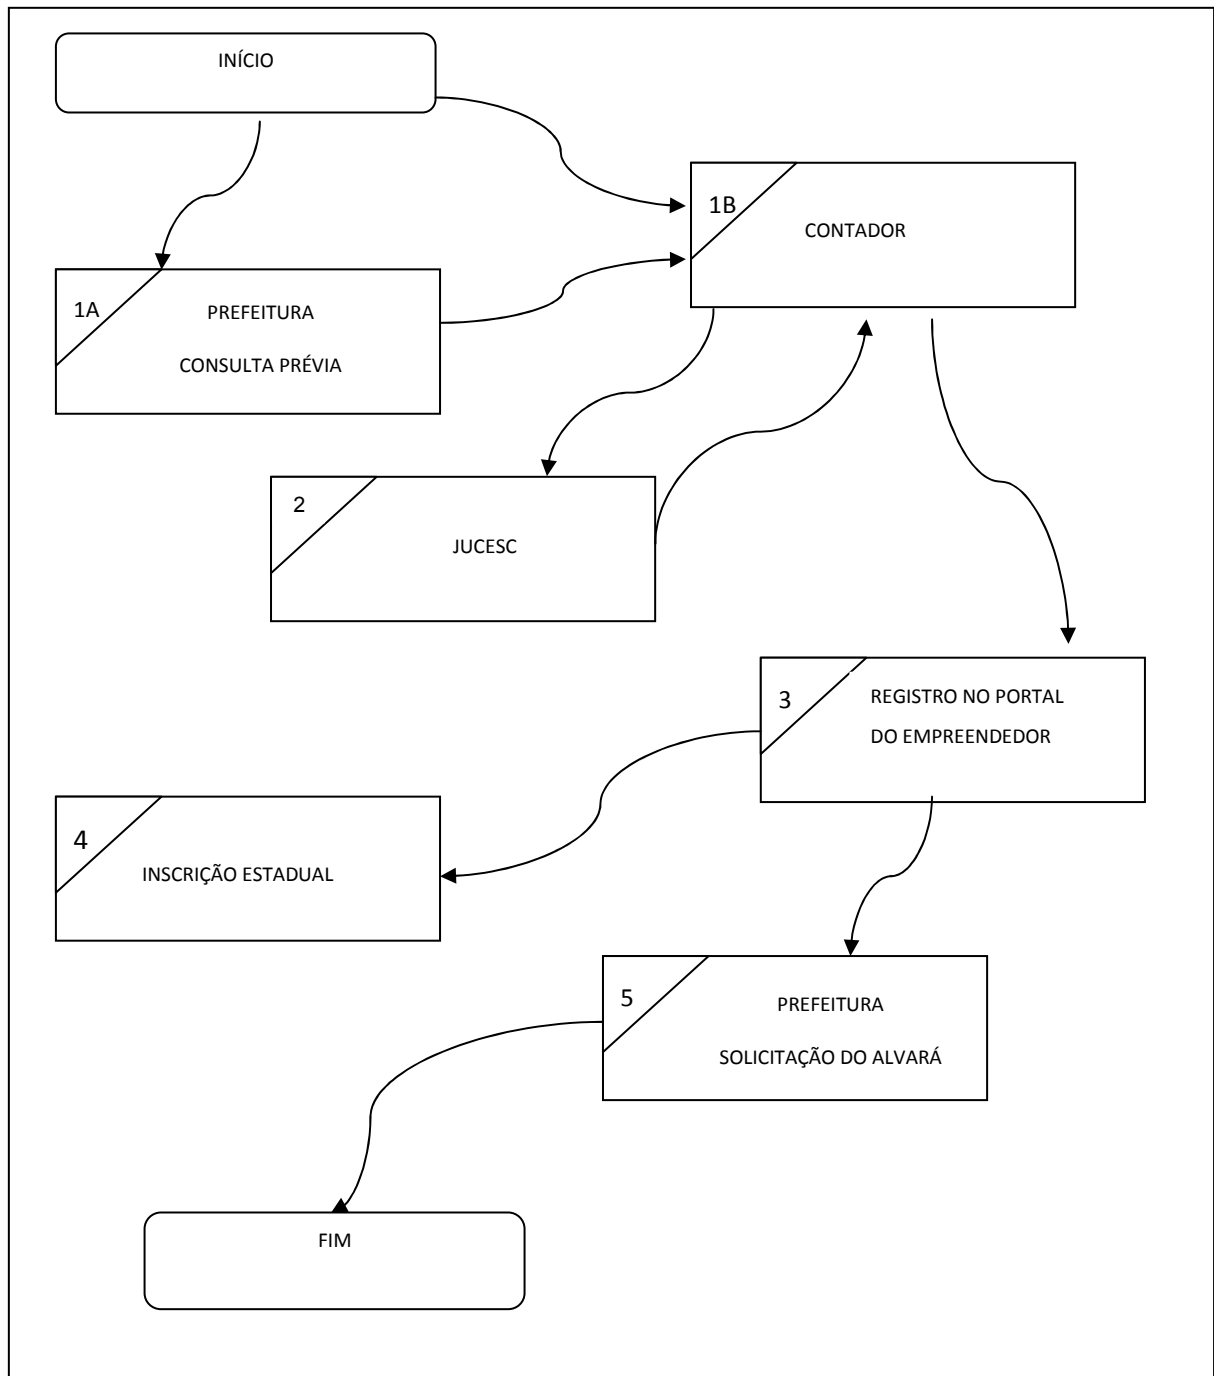 INÍCIO
1B
CONTADOR
1A
PREFEITURA
CONSULTA PRÉVIA
2
JUCESC
3
REGISTRO NO PORTAL
DO EMPREENDEDOR
4
INSCRIÇÃO ESTADUAL
5
PREFEITURA
SOLICITAÇÃO DO ALVARÁ
FIM